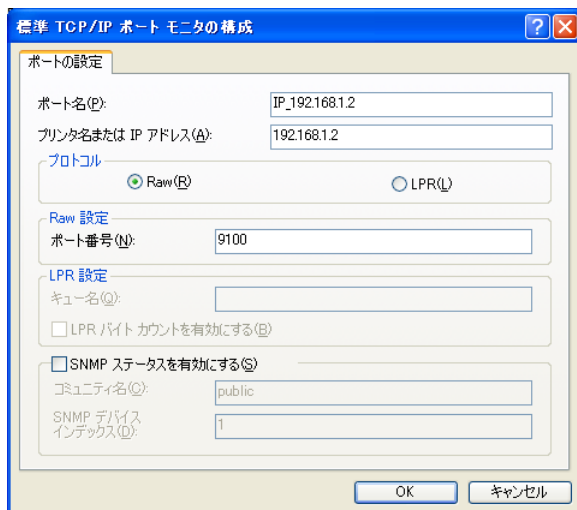 標準 TCP/IP ポート モニタの構成
ポートの設定
ポート名(P):
IP_192.168.1.2
プリンタ名または IP アドレス(A):
192.168.1.2
プロトコル
Raw(R)
LPR(L)
Raw 設定
ポート番号(N):
9100
LPR 設定
キュー名(Q):
LPR バイト カウントを有効にする(B)
SNMP ステータスを有効にする(S)
コミュニティ名(C):
public
SNMP デバイス
インデックス(D):
1
OK
キャンセル